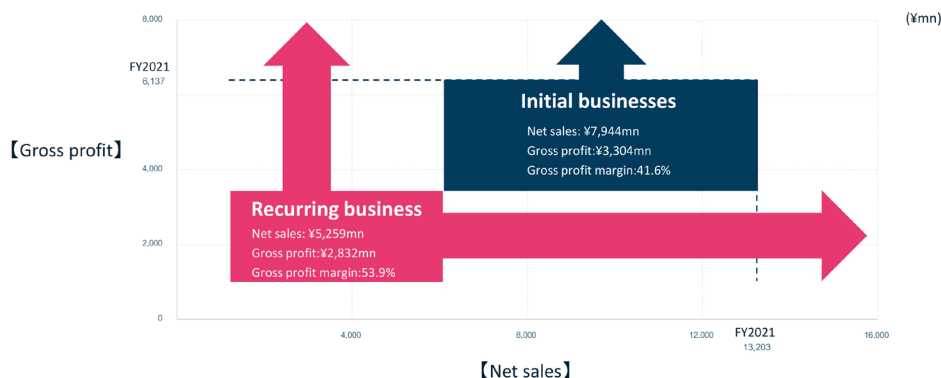 8,000
(¥mn)
FY2021
6,137
Initial businesses
Net sales: ¥7,944mn
Gross profit:¥3,304mn
Gross profit margin:41.6%
【Gross profit】
4,000
Recurring business
Net sales: ¥5,259mn
Gross profit:¥2,832mn
Gross profit margin:53.9%
2,000
0
4,000
8,000
12,000
FY2021
13,203
16,000
【Net sales】